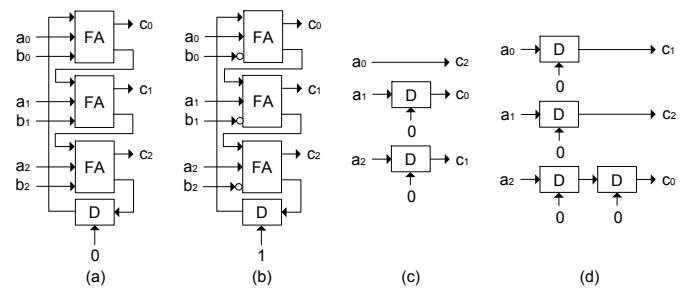 FA c₀
a₀
b₀
FA c₁
a₁
b₁
FA c₂
a₂
b₂
D
0
(a)
FA c₀
a₀
b₀
FA c₁
a₁
b₁
FA c₂
a₂
b₂
D
1
(b)
a₀ c₂
a₁ D c₀
0
a₂ D c₁
0
(c)
a₀ D c₁
0
a₁ D c₂
0
a₂ D D c₀
0 0
(d)